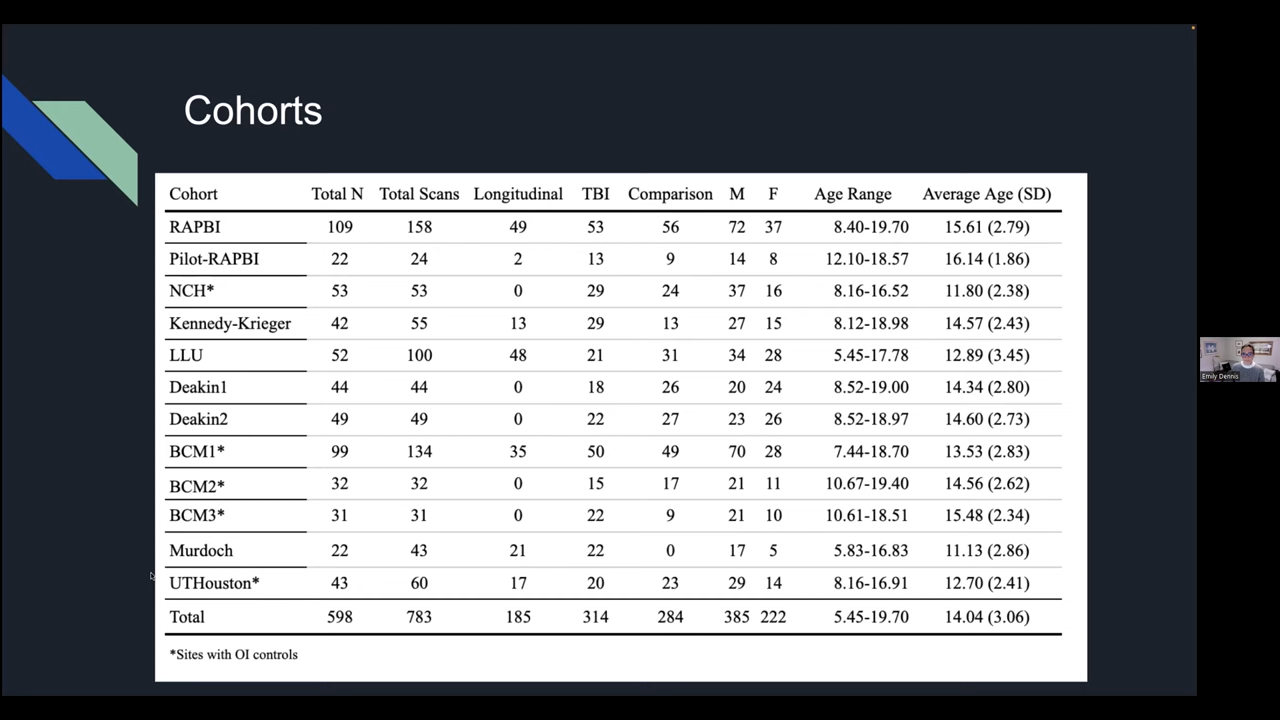 Cohorts
Cohort Total N Total Scans Longitudinal TBI Comparison M F Age Range Average Age (SD)
RAPBI 109 158 49 53 56 72 37 8.40-19.70 15.61 (2.79)
Pilot-RAPBI 22 24 2 13 9 14 8 12.10-18.57 16.14 (1.86)
NCH* 53 53 0 29 24 37 16 8.16-16.52 11.80 (2.38)
Kennedy-Krieger 42 55 13 29 13 27 15 8.12-18.98 14.57 (2.43)
LLU 52 100 48 21 31 34 28 5.45-17.78 12.89 (3.45)
Deakin1 44 44 0 18 26 20 24 8.52-19.00 14.34 (2.80)
Deakin2 49 49 0 22 27 23 26 8.52-18.97 14.60 (2.73)
BCM1* 99 134 35 50 49 70 28 7.44-18.70 13.53 (2.83)
BCM2* 32 32 0 15 17 21 11 10.67-19.40 14.56 (2.62)
BCM3* 31 31 0 22 9 21 10 10.61-18.51 15.48 (2.34)
Murdoch 22 43 21 22 0 17 5 5.83-16.83 11.13 (2.86)
UTHouston* 43 60 17 20 23 29 14 8.16-16.91 12.70 (2.41)
Total 598 783 185 314 284 385 222 5.45-19.70 14.04 (3.06)
*Sites with OI controls
Emily Dennis